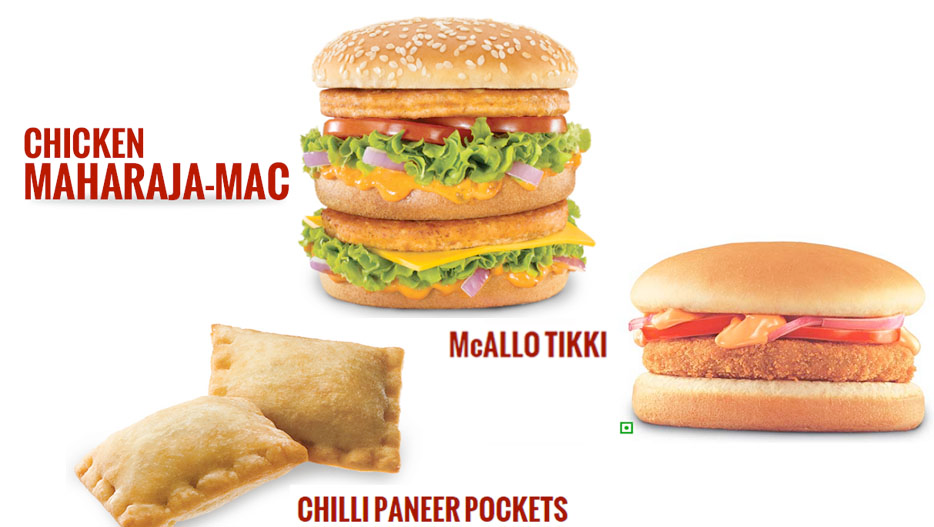 CHICKEN
MAHARAJA-MAC
McALLO TIKKI
CHILLI PANEER POCKETS